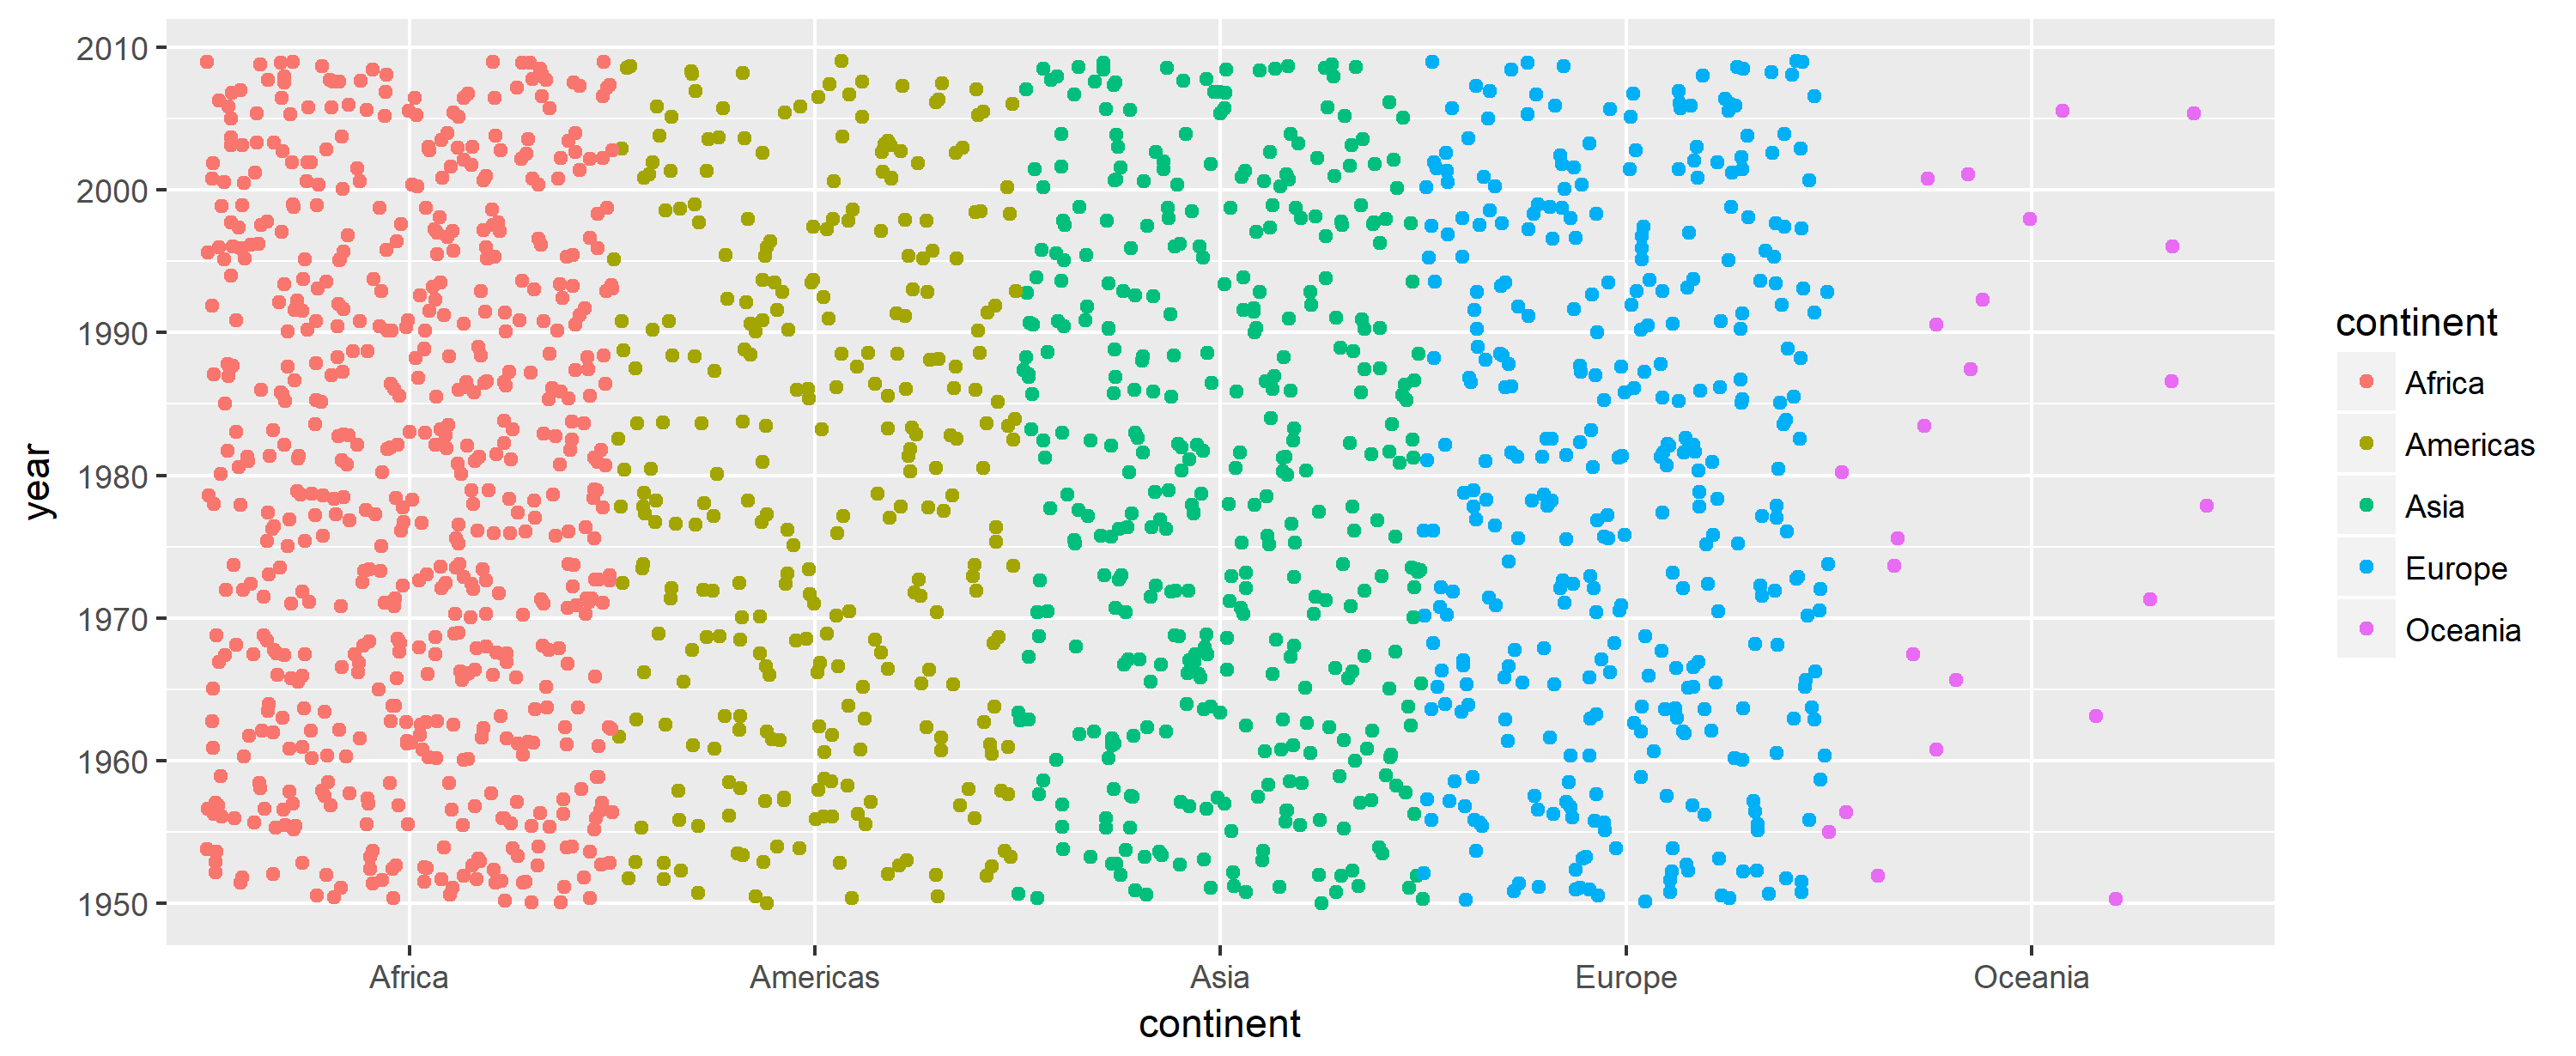 2010
2000
1990
1980
1970
1960
1950
year
Africa
Americas
Asia
Europe
Oceania
continent
continent
Africa
Americas
Asia
Europe
Oceania